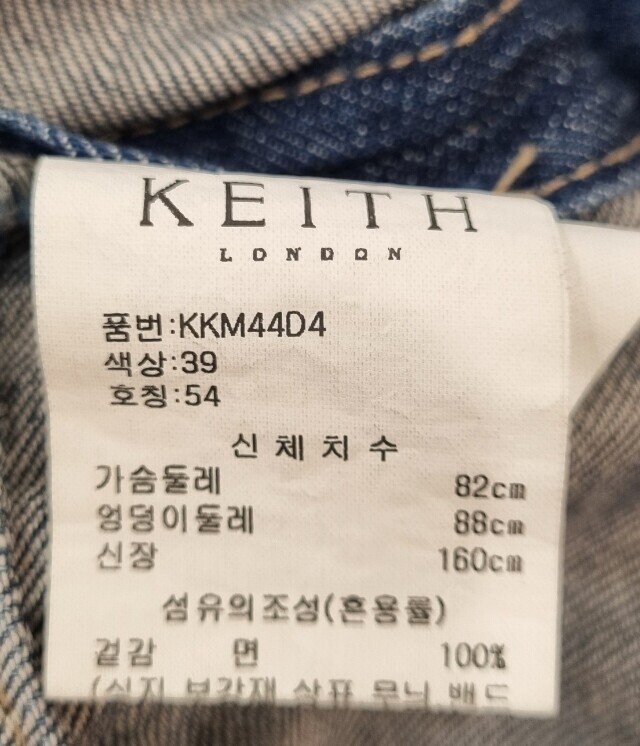 KEITH
LONDON
품번:KKM44D4
색상:39
호칭:54
신체치수
가슴둘레 82cm
엉덩이둘레 88cm
신장 160cm
섬유의조성(혼용률)
겉감 면 100%